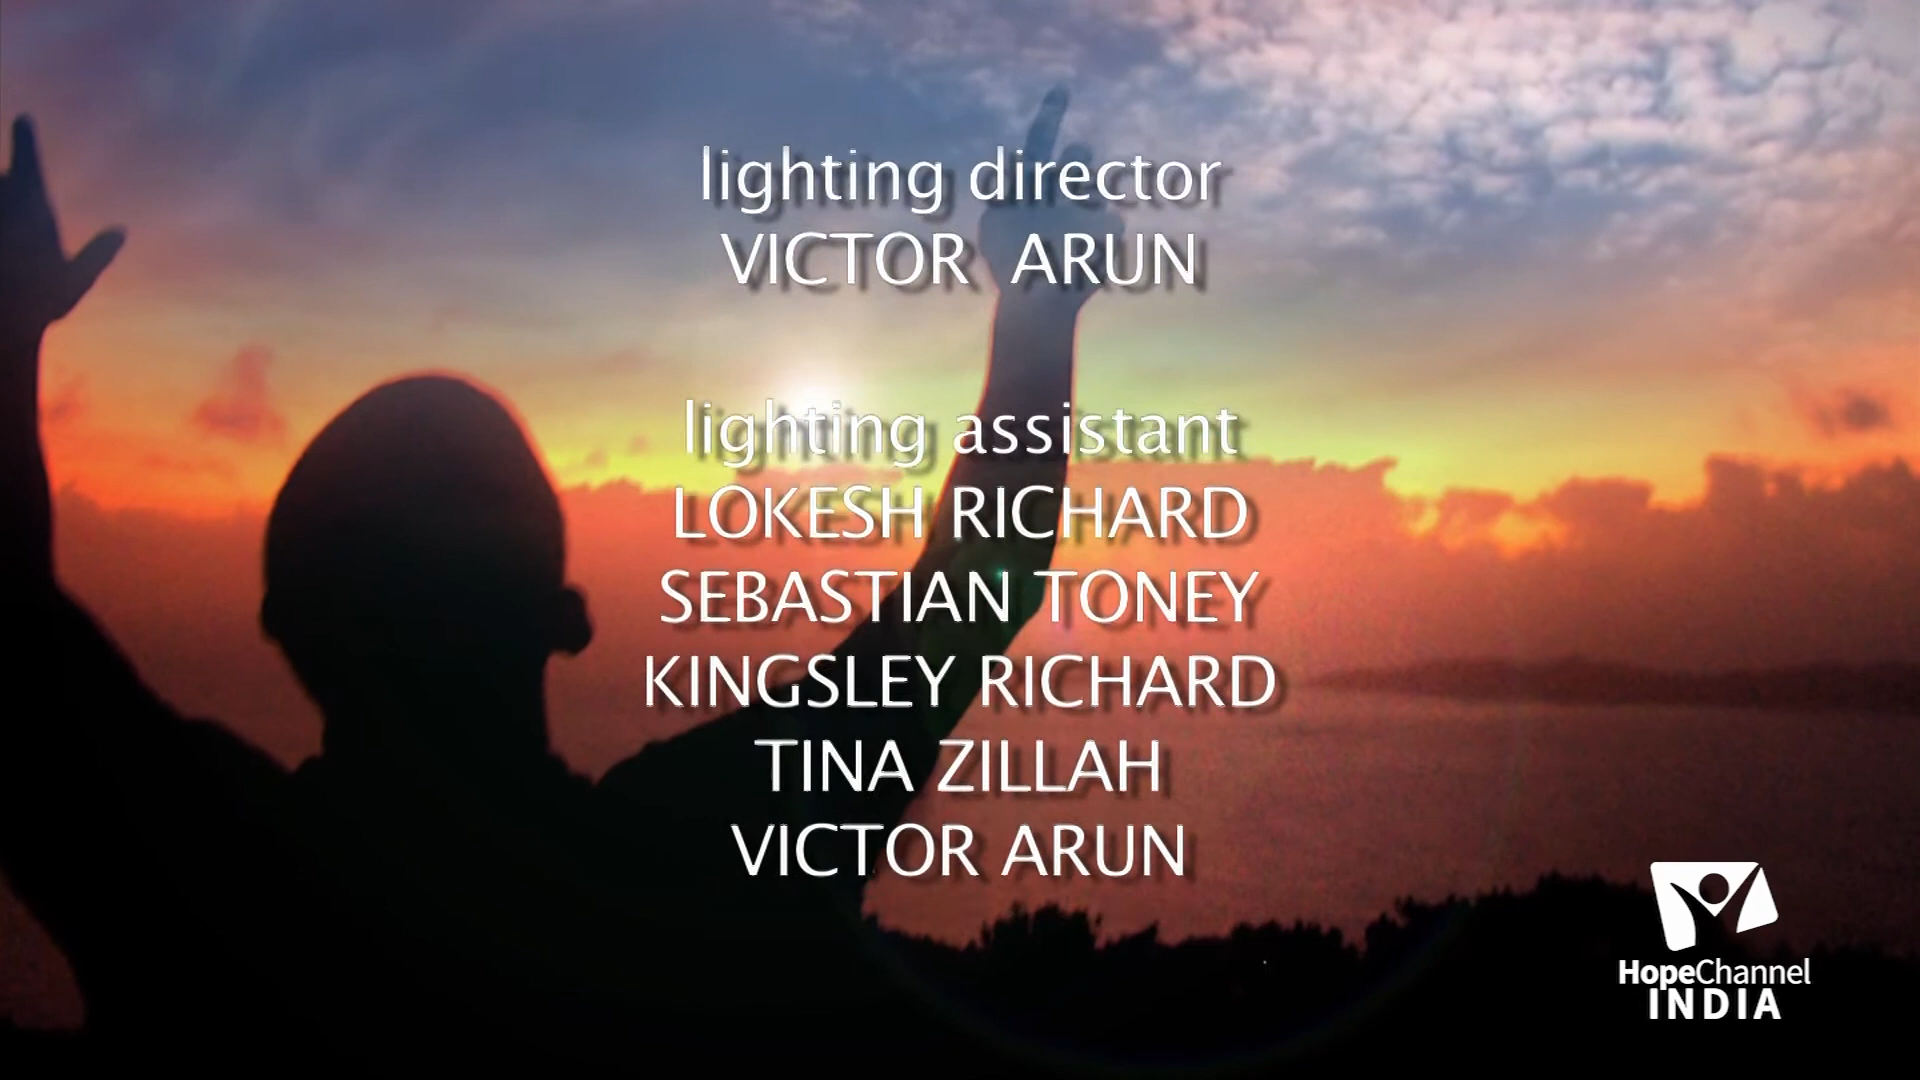 lighting director
VICTOR ARUN
lighting assistant
LOKESH RICHARD
SEBASTIAN TONEY
KINGSLEY RICHARD
TINA ZILLAH
VICTOR ARUN
HopeChannel
INDIA